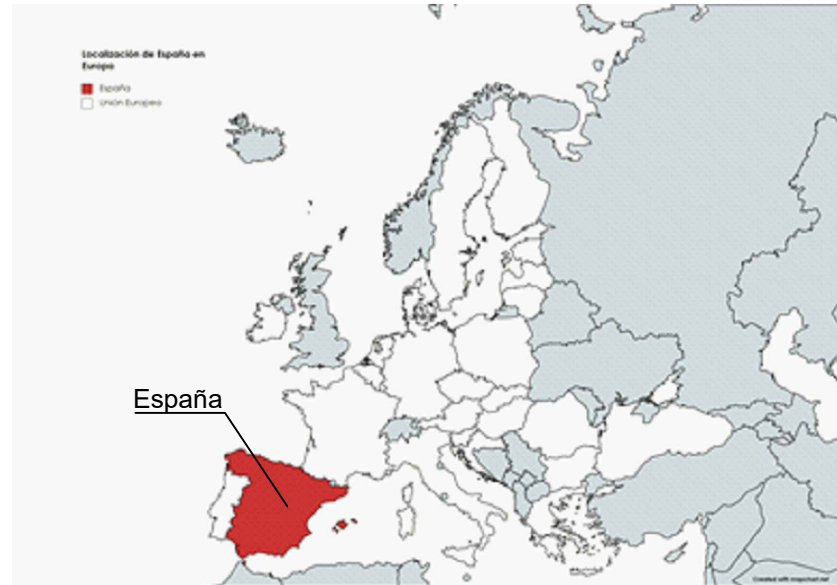 Localización de España en
Europa
España
Unión Europea
España
Created with mapchart.net